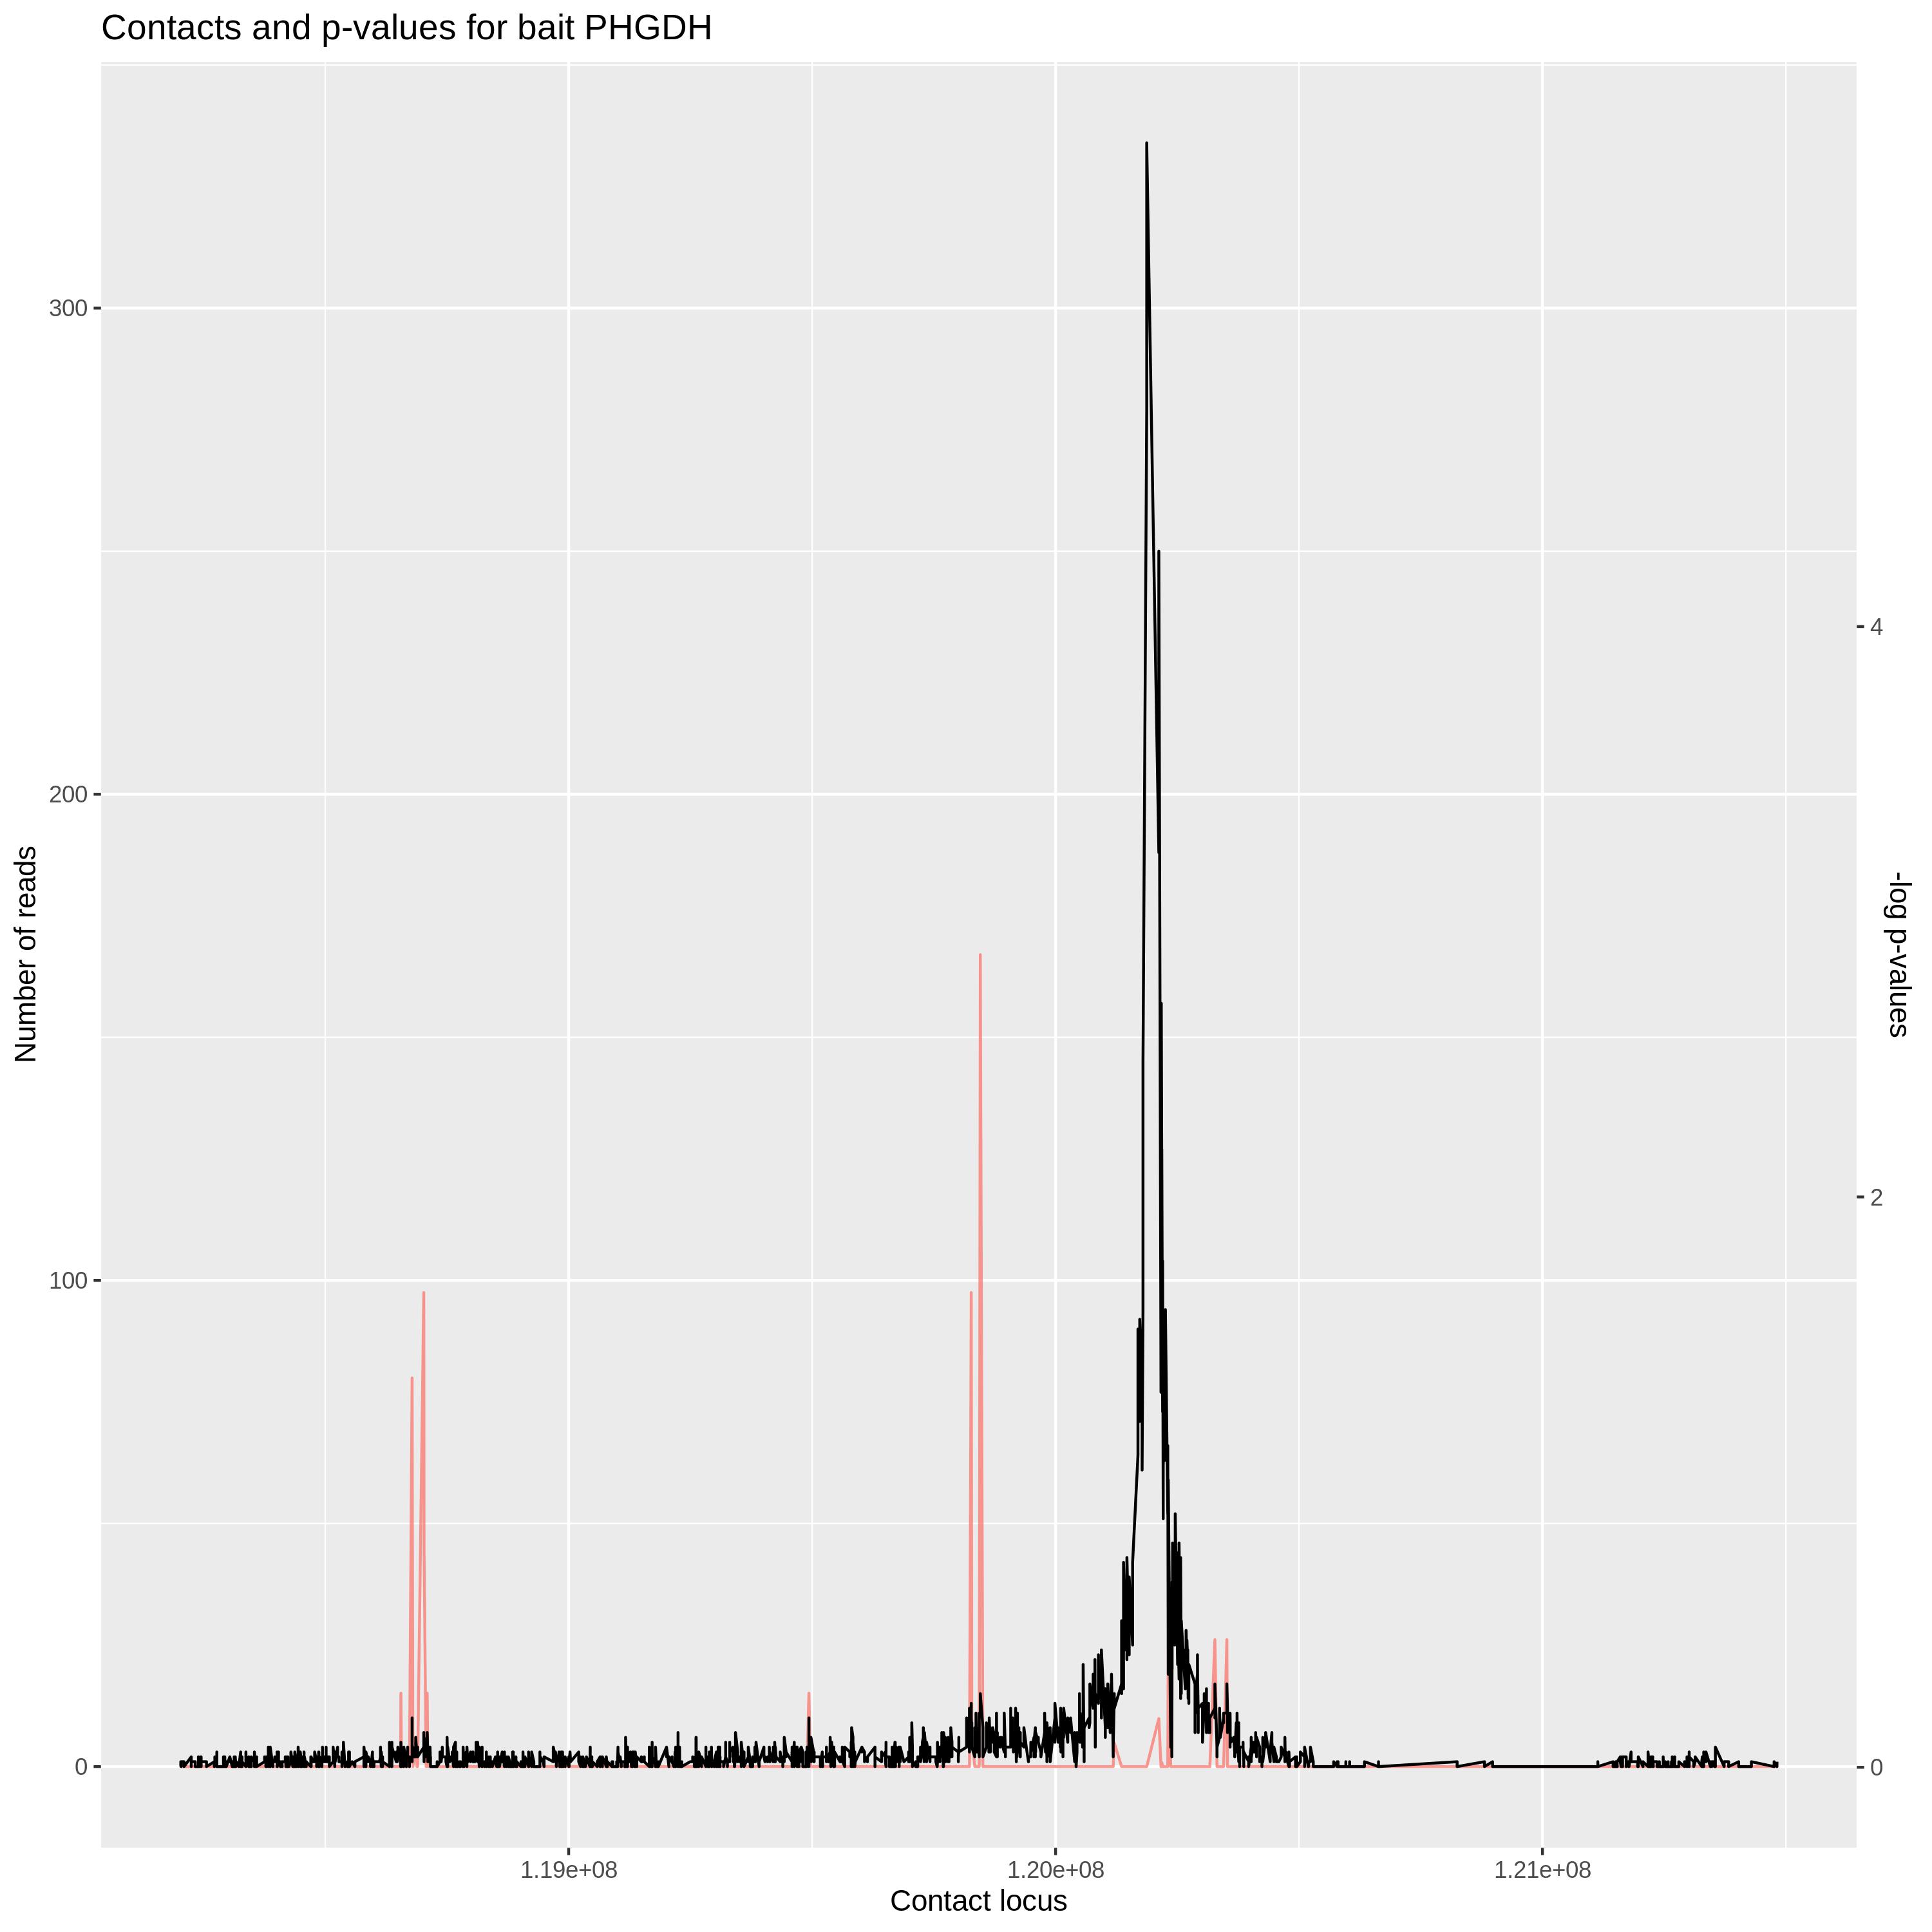 Contacts and p-values for bait PHGDH
Number of reads
300
200
100
0
-log p-values
4
2
0
1.19e+08
1.20e+08
1.21e+08
Contact locus